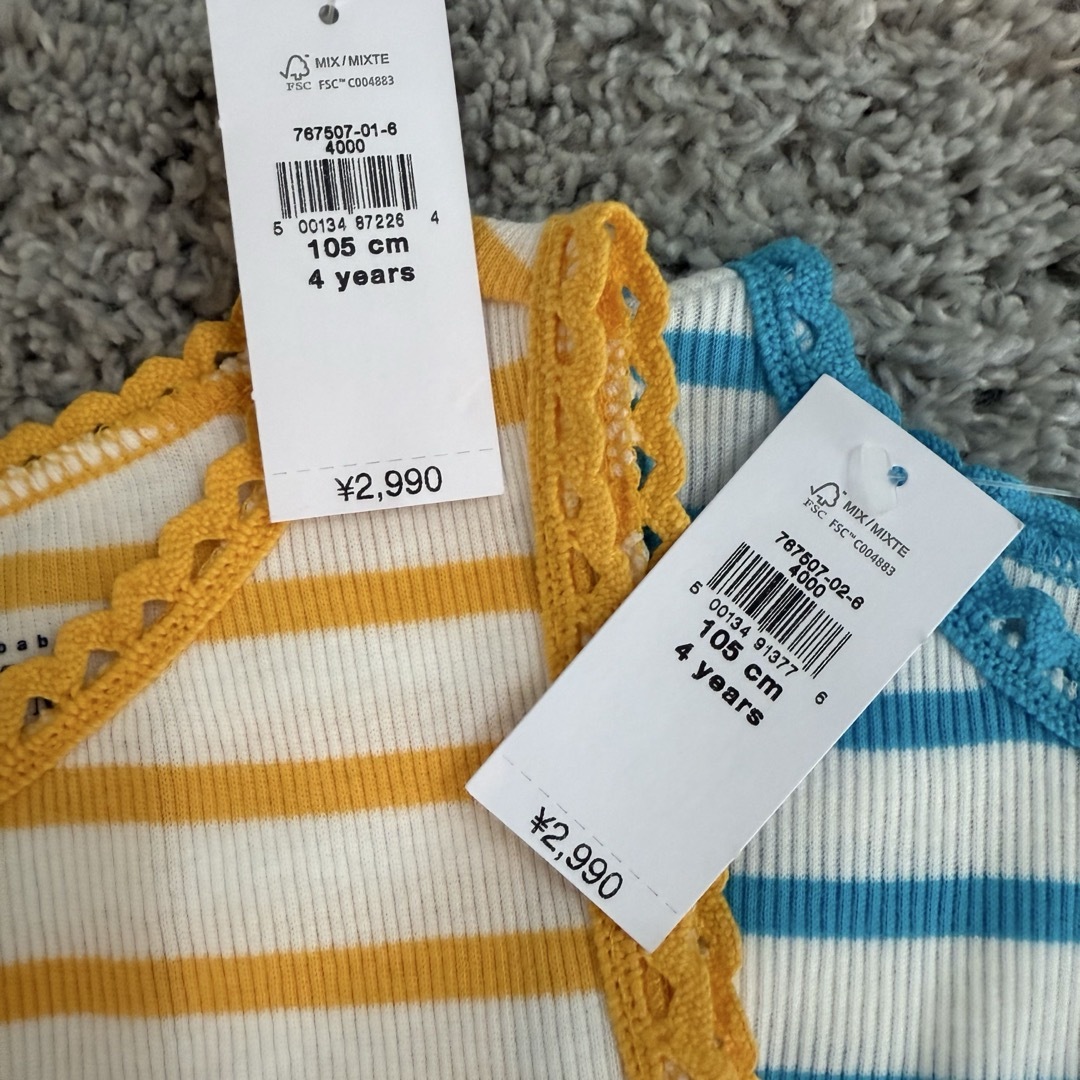 MIX/MIXTE
FSC FSC™ C004883
767507-01-6
4000
5 00134 87226 4
105 cm
4 years
¥2,990
MIX/MIXTE
FSC FSC™ C004883
767507-02-6
4000
5 00134 91377 6
105 cm
4 years
¥2,990
bab